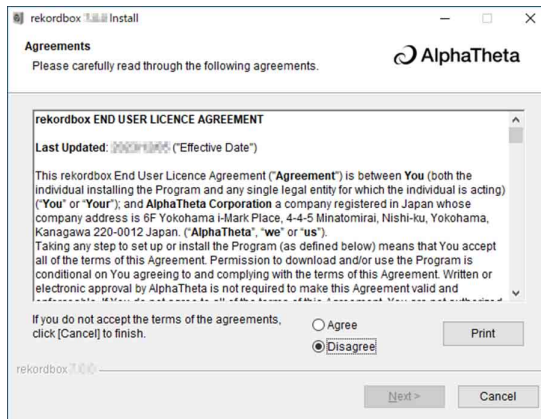 rekordbox Install
Agreements
Please carefully read through the following agreements.
AlphaTheta
rekordbox END USER LICENCE AGREEMENT
Last Updated: ("Effective Date")
This rekordbox End User Licence Agreement ("Agreement") is between You (both the
individual installing the Program and any single legal entity for which the individual is acting)
("You" or "Your"); and AlphaTheta Corporation a company registered in Japan whose
company address is 6F Yokohama i-Mark Place, 4-4-5 Minatomirai, Nishi-ku, Yokohama,
Kanagawa 220-0012 Japan. ("AlphaTheta", "we" or "us").
Taking any step to set up or install the Program (as defined below) means that You accept
all of the terms of this Agreement. Permission to download and/or use the Program is
conditional on You agreeing to and complying with the terms of this Agreement. Written or
electronic approval by AlphaTheta is not required to make this Agreement valid and
If you do not accept the terms of the agreements,
click [Cancel] to finish.
Agree
Disagree
Print
rekordbox
Next >
Cancel